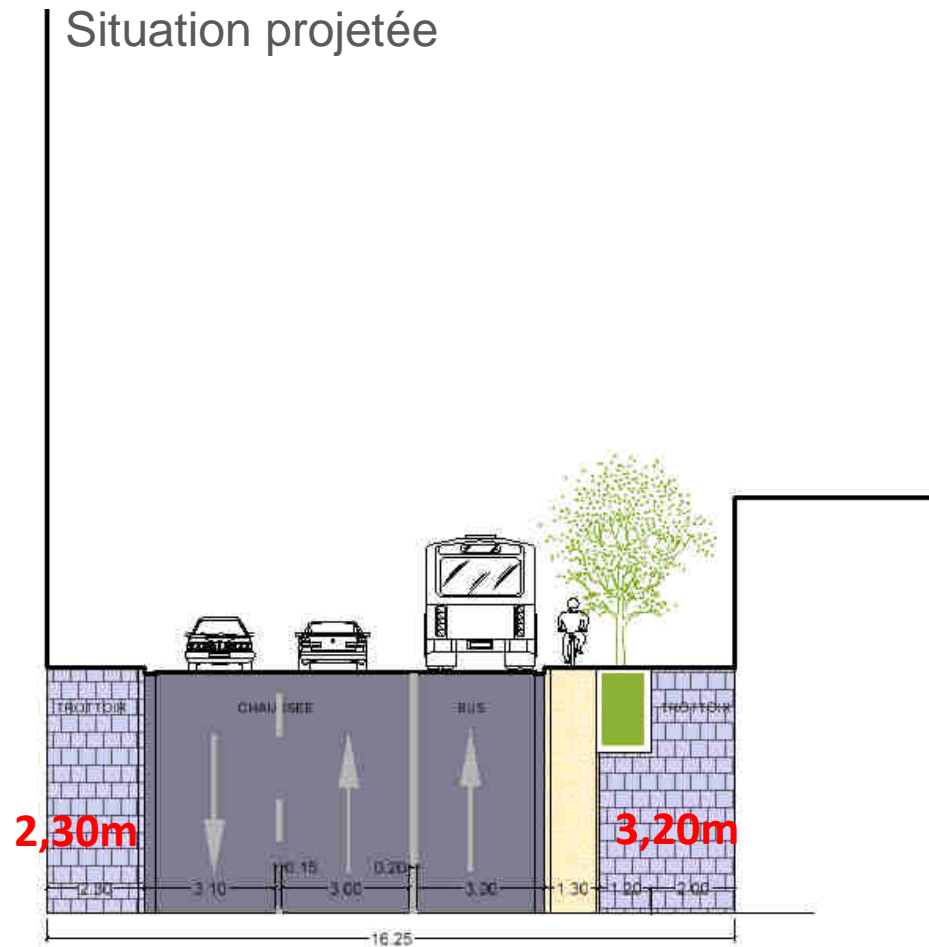 Situation projetée
TROTTOIR CHAUSSEE BUS TROTTOIR
2,30m 3,20m
0.15 0.20
2.30 3.10 3.00 3.00 1.30 1.20 2.00
16.25